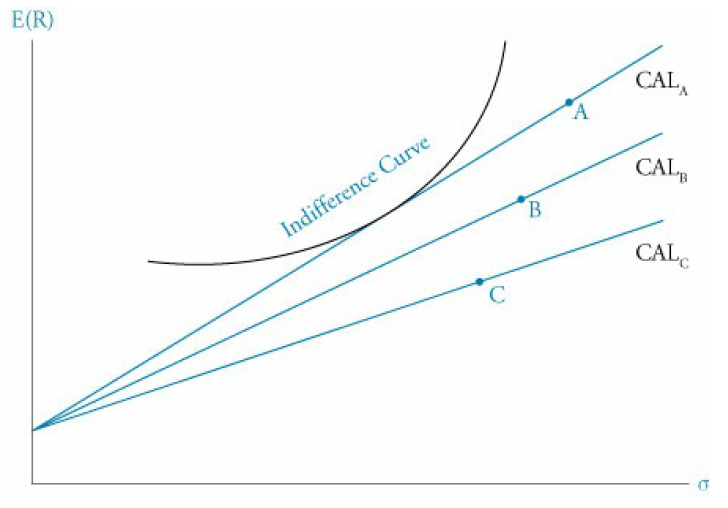 E(R)
CAL_A
A
Indifference Curve
CAL_B
B
CAL_C
C
σ